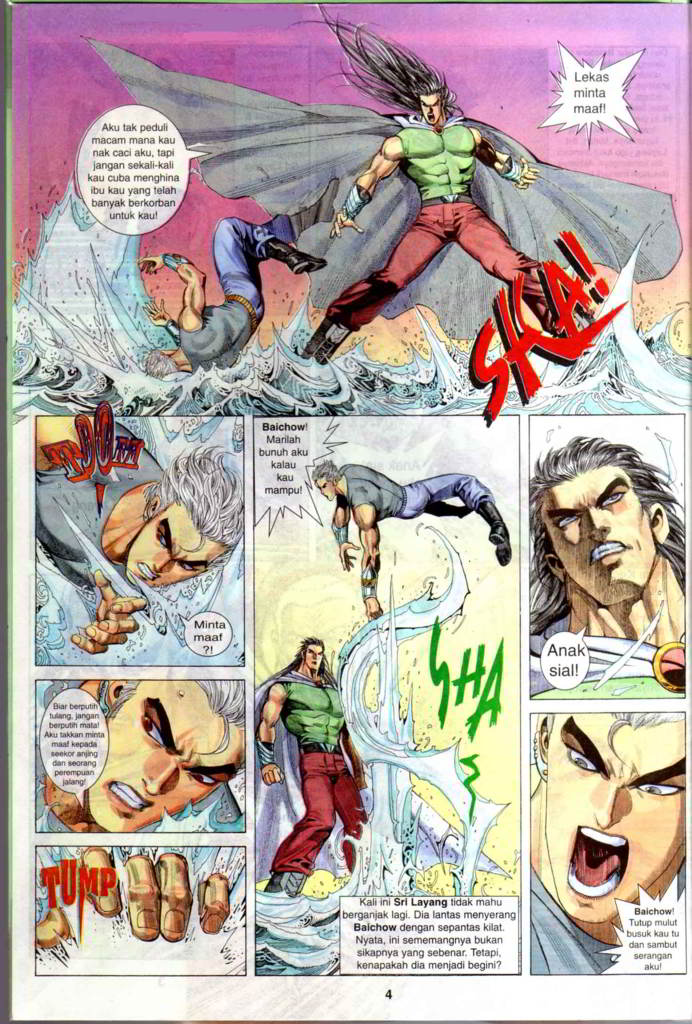 Aku tak peduli
macam mana kau
nak caci aku, tapi
jangan sekali-kali
kau cuba menghina
ibu kau yang telah
banyak berkorban
untuk kau!
Lekas
minta
maaf!
SHA!!
TOOM
Minta
maaf
?!
Biar berputih
tulang, jangan
berputih mata!
Aku takkan minta
maaf kepada
seekor anjing
dan seorang
perempuan
jalang!
TUMP
Baichow!
Marilah
bunuh aku
kalau
kau
mampu!
SHA
Kali ini Sri Layang tidak mahu
berganjak lagi. Dia lantas menyerang
Baichow dengan sepantas kilat.
Nyata, ini sememangnya bukan
sikapnya yang sebenar. Tetapi,
kenapakah dia menjadi begini?
Anak
sial!
Baichow!
Tutup mulut
busuk kau tu
dan sambut
serangan
aku!
4